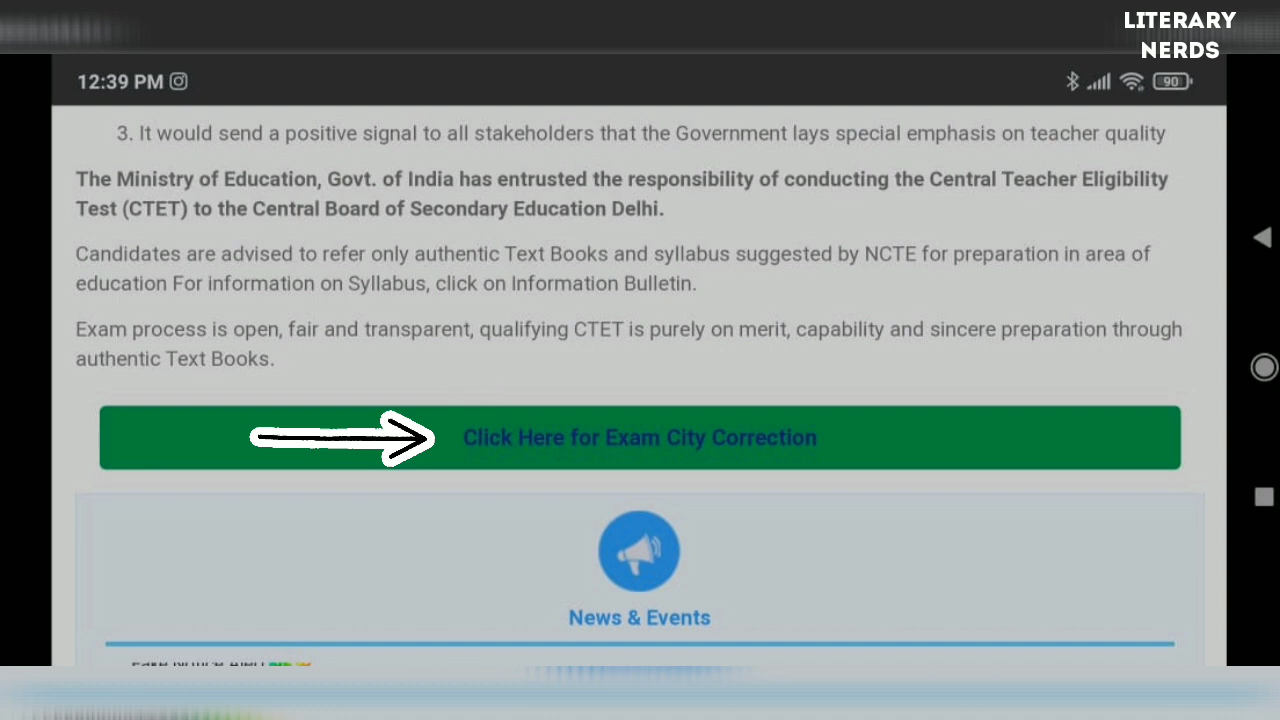 LITERARY
NERDS
12:39 PM
90
3. It would send a positive signal to all stakeholders that the Government lays special emphasis on teacher quality
The Ministry of Education, Govt. of India has entrusted the responsibility of conducting the Central Teacher Eligibility
Test (CTET) to the Central Board of Secondary Education Delhi.
Candidates are advised to refer only authentic Text Books and syllabus suggested by NCTE for preparation in area of
education For information on Syllabus, click on Information Bulletin.
Exam process is open, fair and transparent, qualifying CTET is purely on merit, capability and sincere preparation through
authentic Text Books.
Click Here for Exam City Correction
News & Events